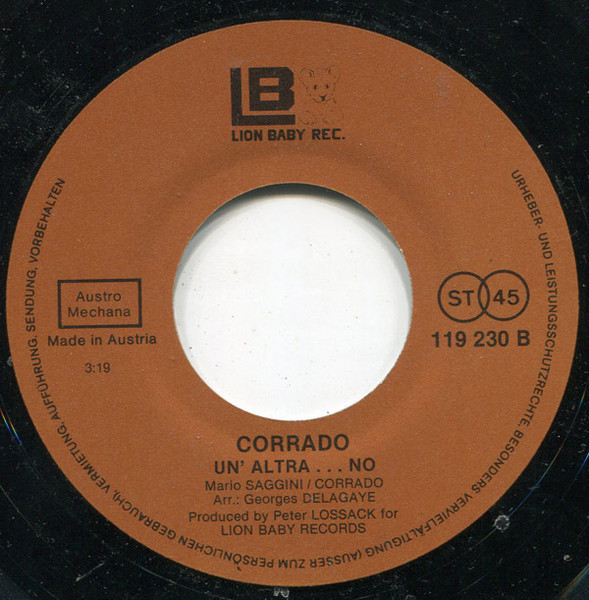 LB
LION BABY REC.
Austro
Mechana
Made in Austria
3:19
ST 45
119 230 B
CORRADO
UN' ALTRA . . . NO
Mario SAGGINI / CORRADO
Arr.: Georges DELAGAYE
Produced by Peter LOSSACK for
LION BABY RECORDS
URHEBER- UND LEISTUNGSSCHUTZRECHTE, BESONDERS VERVIELFÄLTIGUNG (AUSSER ZUM PERSÖNLICHEN GEBRAUCH), VERMIETUNG, AUFFÜHRUNG, SENDUNG, VORBEHALTEN